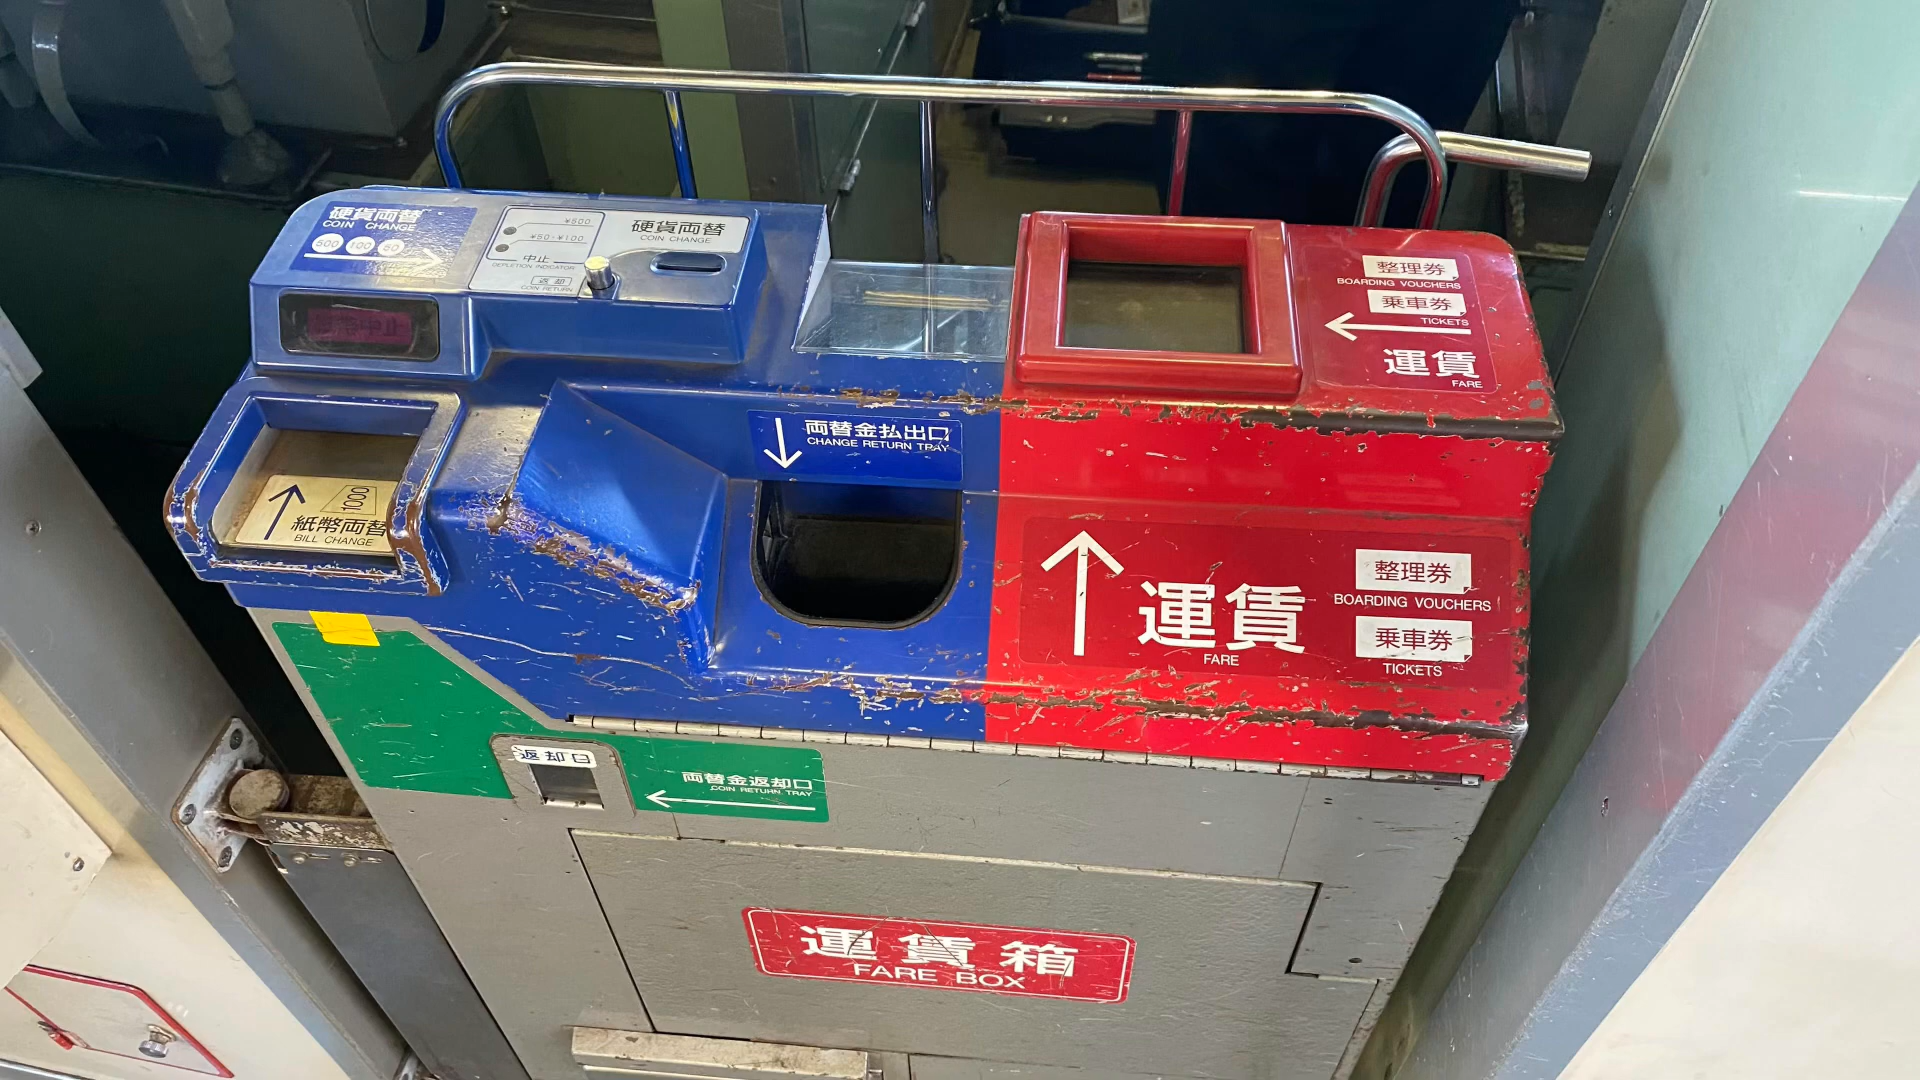 硬貨両替
COIN CHANGE
500 100 50
¥500
¥50・¥100
中止
DEPLETION INDICATOR
返却
COIN RETURN
硬貨両替
COIN CHANGE
整理券
BOARDING VOUCHERS
乗車券
TICKETS
運賃
FARE
1000
紙幣両替
BILL CHANGE
両替金払出口
CHANGE RETURN TRAY
運賃
FARE
整理券
BOARDING VOUCHERS
乗車券
TICKETS
返却口
両替金返却口
COIN RETURN TRAY
運賃箱
FARE BOX